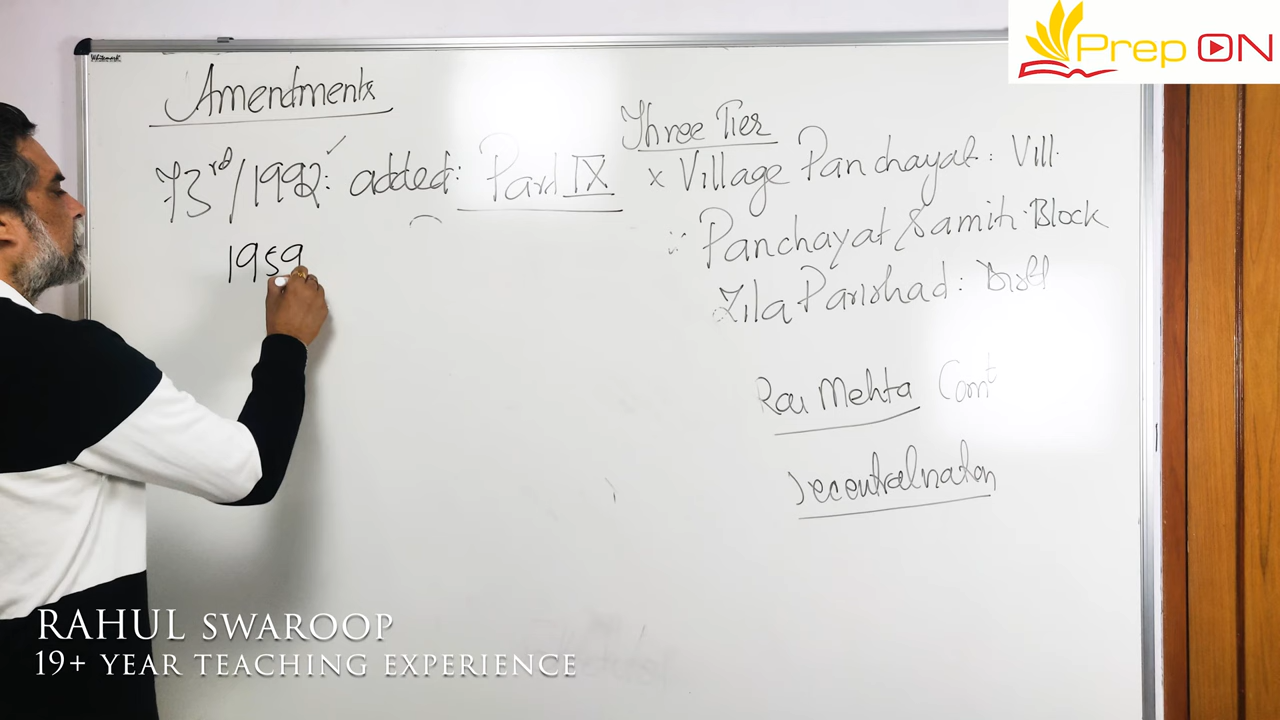 Prep ON
Amendments
73rd/1992: added: Part IX
1959
Three Tier
x Village Panchayat: Vill.
Panchayat Samiti. Block
Zila Parishad: Dist
Rai Mehta Comt
Decentralisation
RAHUL SWAROOP
19+ YEAR TEACHING EXPERIENCE